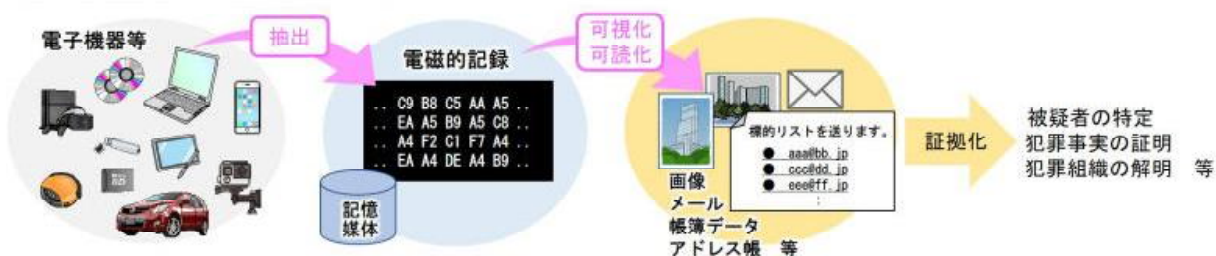 電子機器等
抽出
電磁的記録
.. C9 B8 C5 AA A5 ..
.. EA A5 B9 A5 C8 ..
.. A4 F2 C1 F7 A4 ..
.. EA A4 DE A4 B9 ..
記憶
媒体
可視化
可読化
標的リストを送ります。
● aaa@bb.jp
● ccc@dd.jp
● eee@ff.jp
:
画像
メール
帳簿データ
アドレス帳 等
証拠化
被疑者の特定
犯罪事実の証明
犯罪組織の解明 等